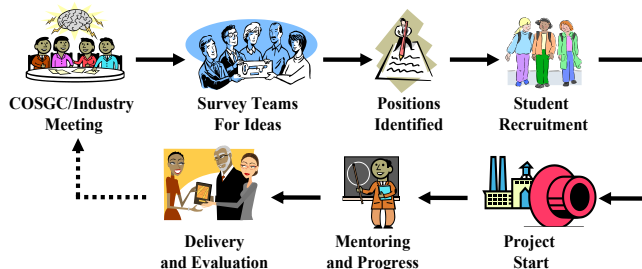 COSGC/Industry
Meeting
Survey Teams
For Ideas
Positions
Identified
Student
Recruitment
Delivery
and Evaluation
Mentoring
and Progress
Project
Start